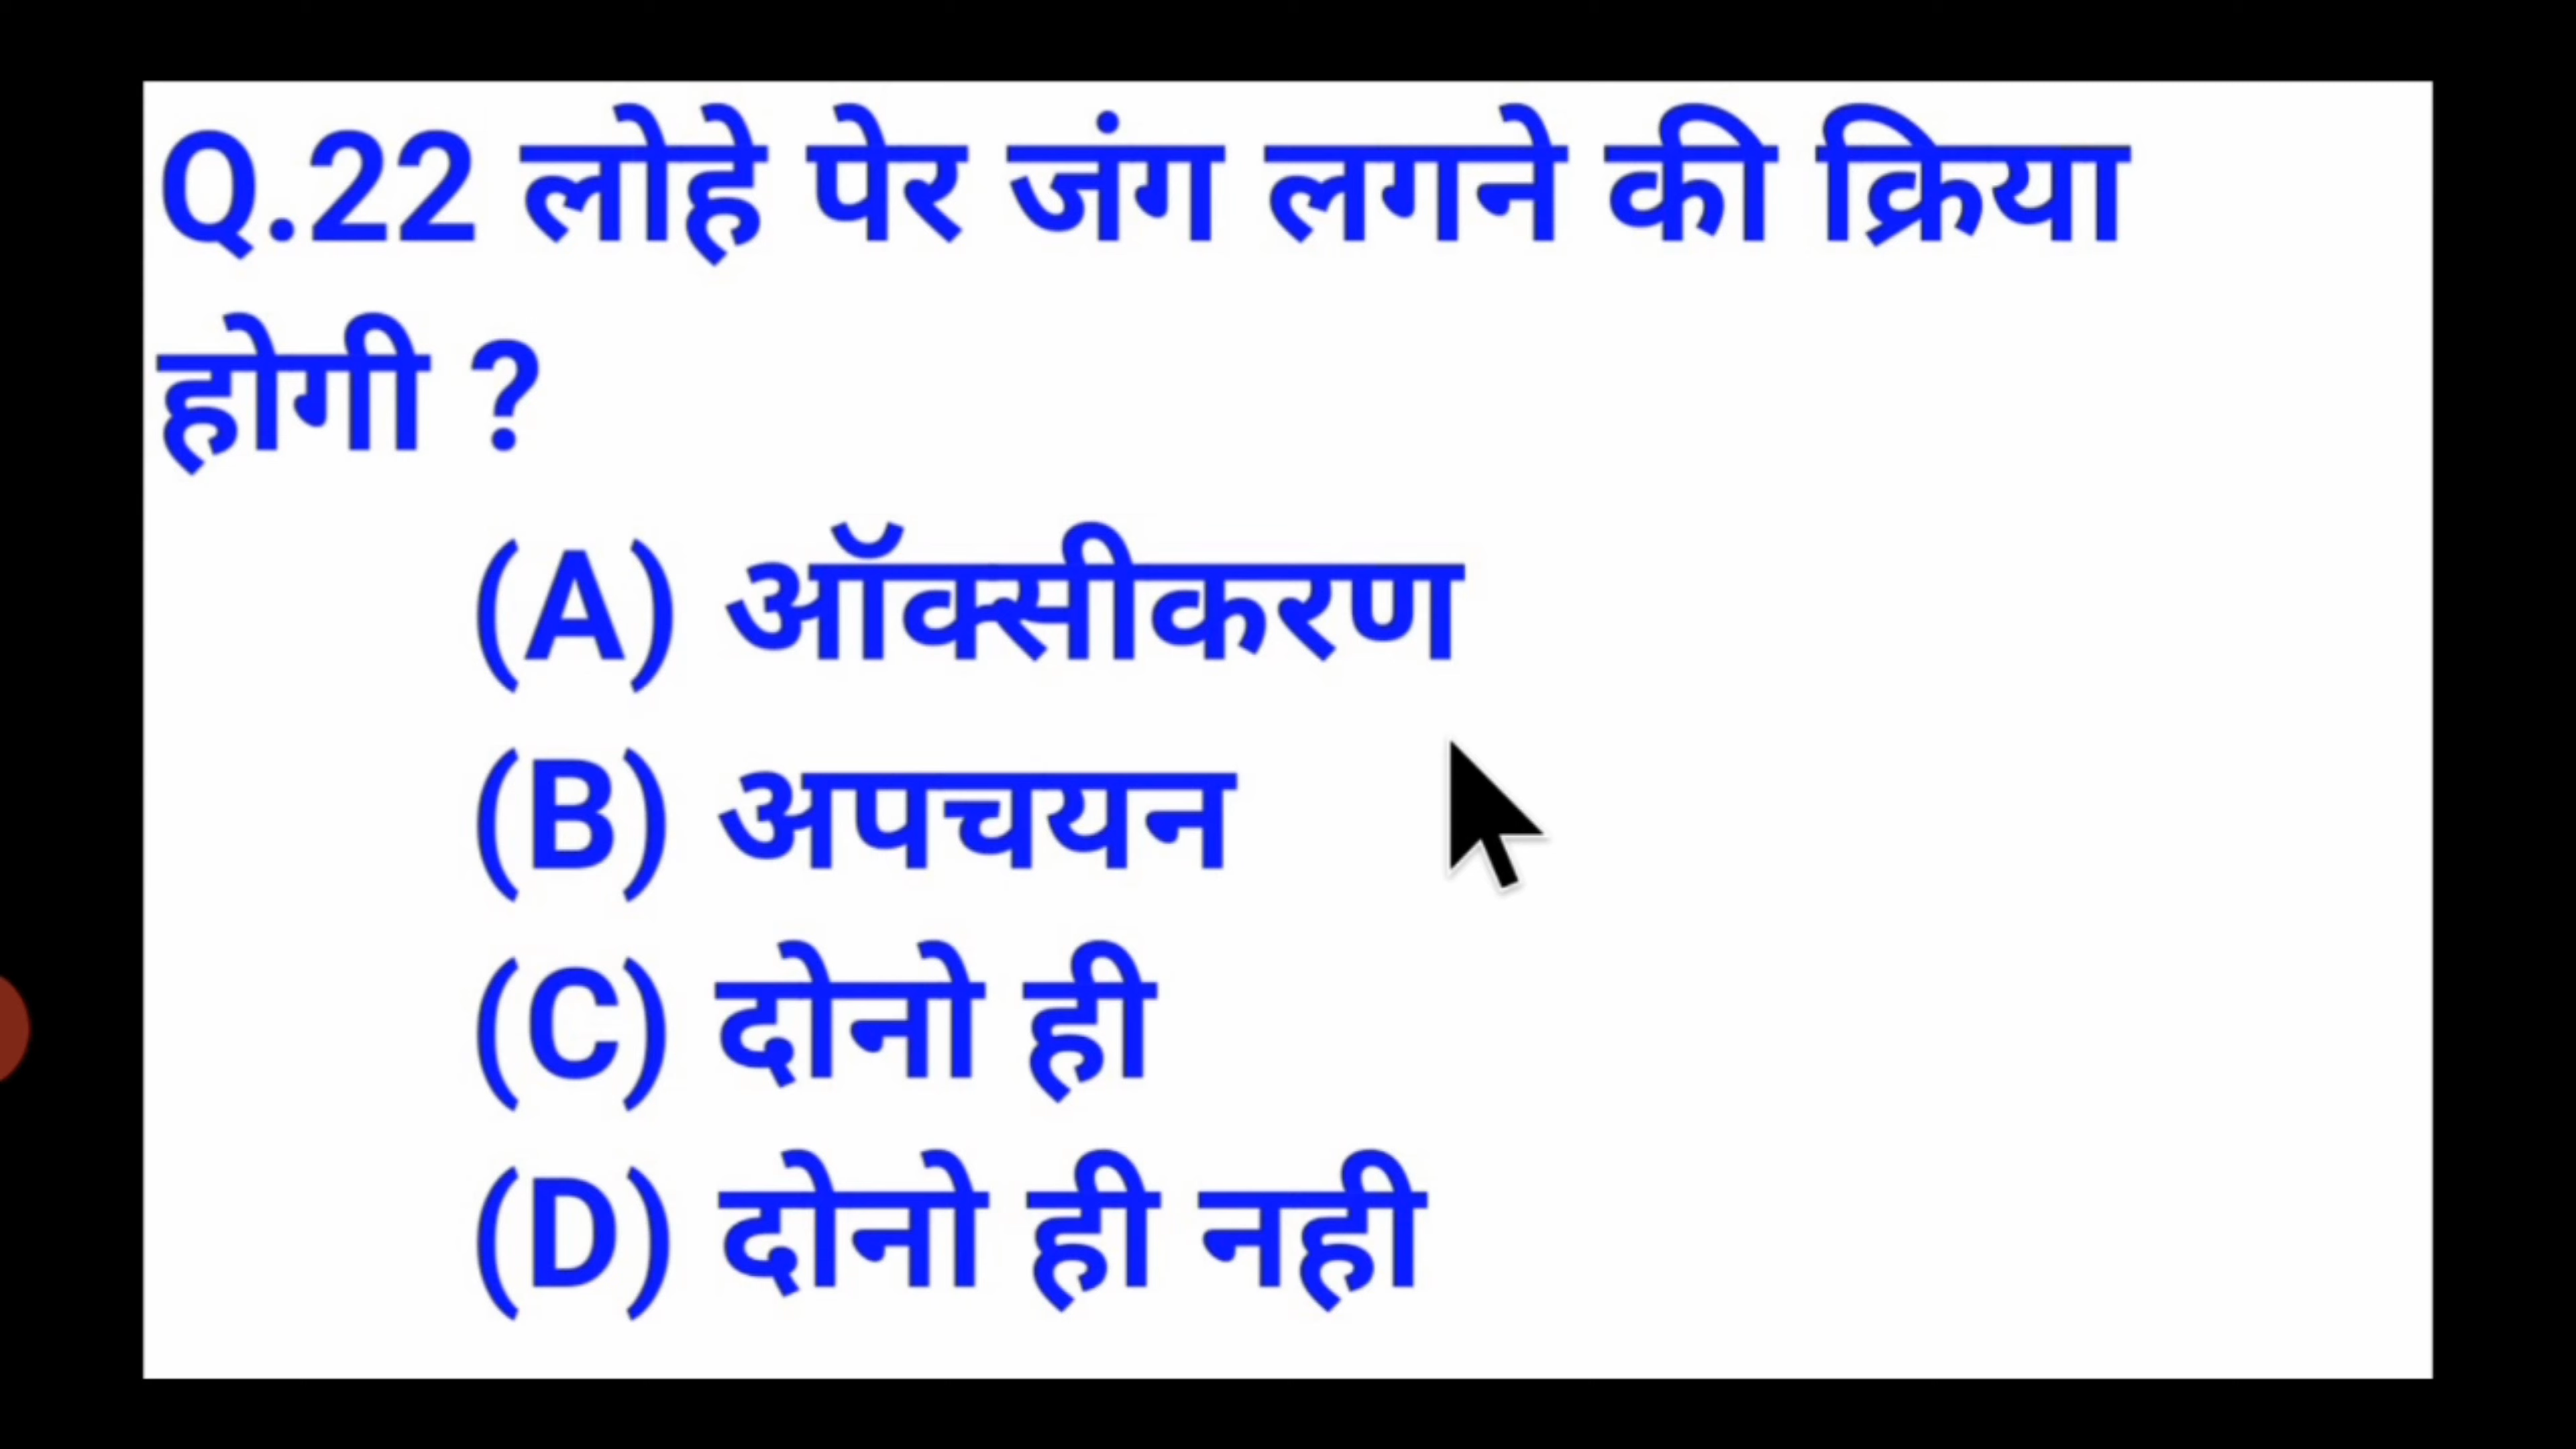 Q.22 लोहे पेर जंग लगने की क्रिया
होगी ?
(A) ऑक्सीकरण
(B) अपचयन
(C) दोनो ही
(D) दोनो ही नही